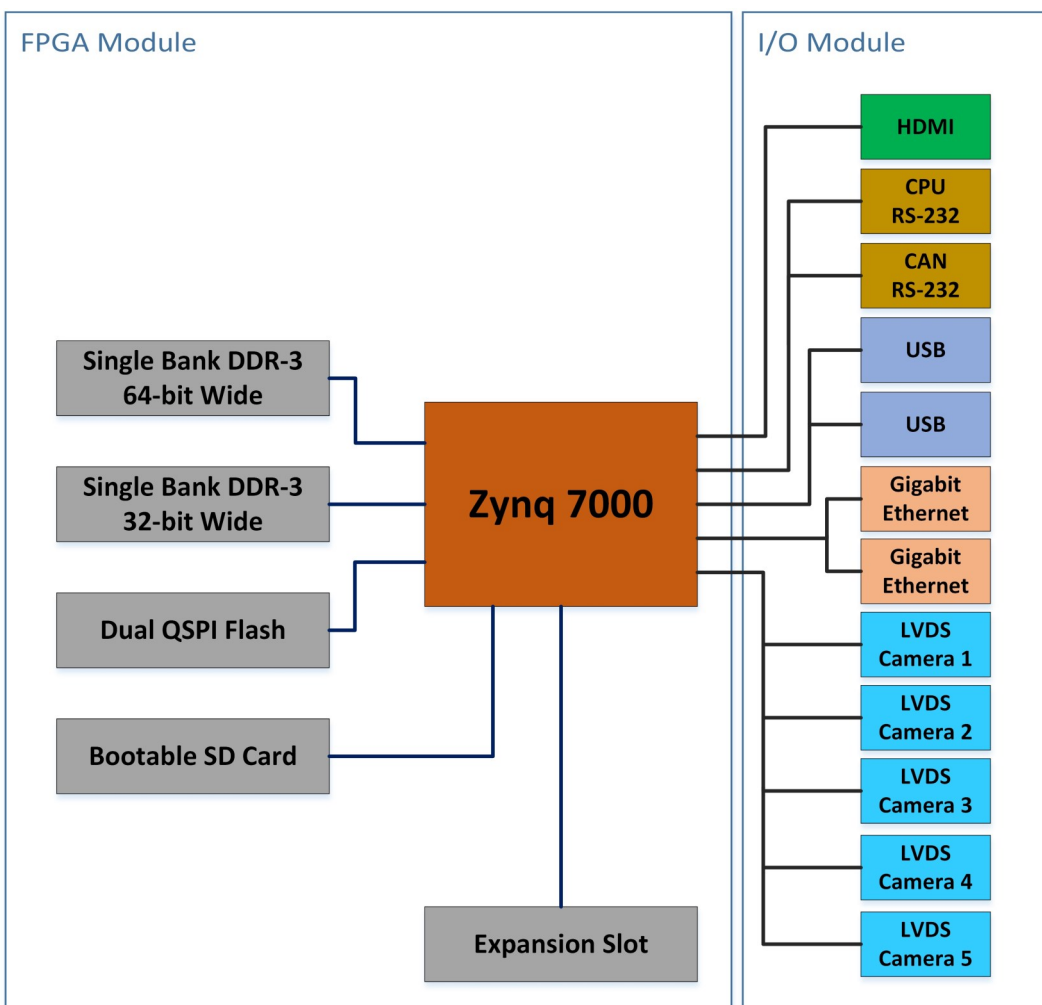 FPGA Module
Single Bank DDR-3
64-bit Wide
Single Bank DDR-3
32-bit Wide
Dual QSPI Flash
Bootable SD Card
Zynq 7000
Expansion Slot
I/O Module
HDMI
CPU
RS-232
CAN
RS-232
USB
USB
Gigabit
Ethernet
Gigabit
Ethernet
LVDS
Camera 1
LVDS
Camera 2
LVDS
Camera 3
LVDS
Camera 4
LVDS
Camera 5